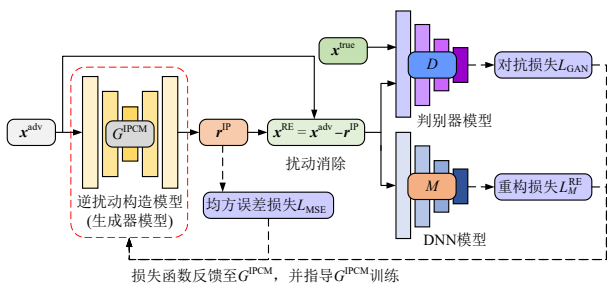 x^true
D
对抗损失L_GAN
判别器模型
x^adv
G^IPCM
r^IP
x^RE = x^adv − r^IP
扰动消除
逆扰动构造模型
(生成器模型)
均方误差损失L_MSE
M
重构损失L_M^RE
DNN模型
损失函数反馈至G^IPCM，并指导G^IPCM训练